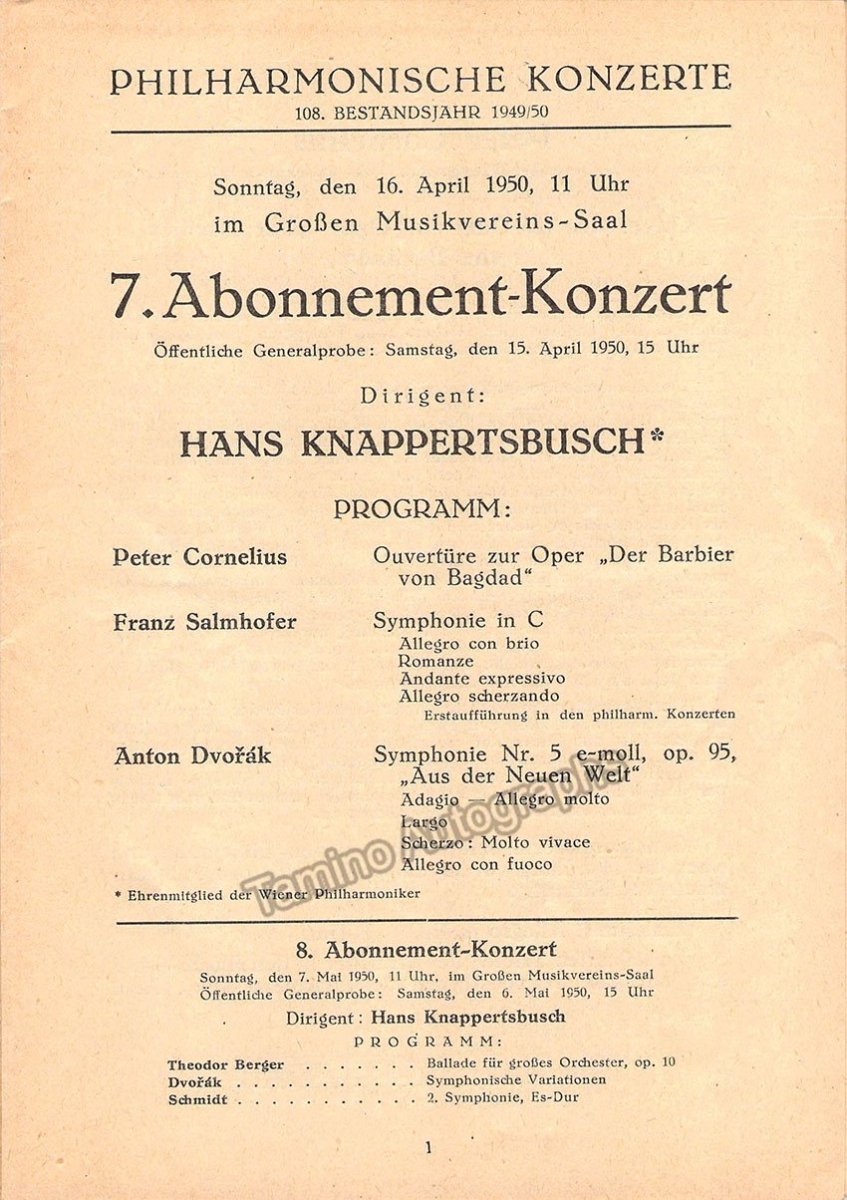 PHILHARMONISCHE KONZERTE
108. BESTANDSJAHR 1949/50
Sonntag, den 16. April 1950, 11 Uhr
im Großen Musikvereins-Saal
7. Abonnement-Konzert
Öffentliche Generalprobe: Samstag, den 15. April 1950, 15 Uhr
Dirigent:
HANS KNAPPERTSBUSCH*
PROGRAMM:
Peter Cornelius Ouvertüre zur Oper „Der Barbier
von Bagdad“
Franz Salmhofer Symphonie in C
Allegro con brio
Romanze
Andante expressivo
Allegro scherzando
Erstaufführung in den philharm. Konzerten
Anton Dvořák Symphonie Nr. 5 e-moll, op. 95,
„Aus der Neuen Welt“
Adagio — Allegro molto
Largo
Scherzo: Molto vivace
Allegro con fuoco
Tamino Autographs
* Ehrenmitglied der Wiener Philharmoniker
8. Abonnement-Konzert
Sonntag, den 7. Mai 1950, 11 Uhr, im Großen Musikvereins-Saal
Öffentliche Generalprobe: Samstag, den 6. Mai 1950, 15 Uhr
Dirigent: Hans Knappertsbusch
PROGRAMM:
Theodor Berger . . . . . . . Ballade für großes Orchester, op. 10
Dvořák . . . . . . . . . . . Symphonische Variationen
Schmidt . . . . . . . . . . . 2. Symphonie, Es-Dur
1